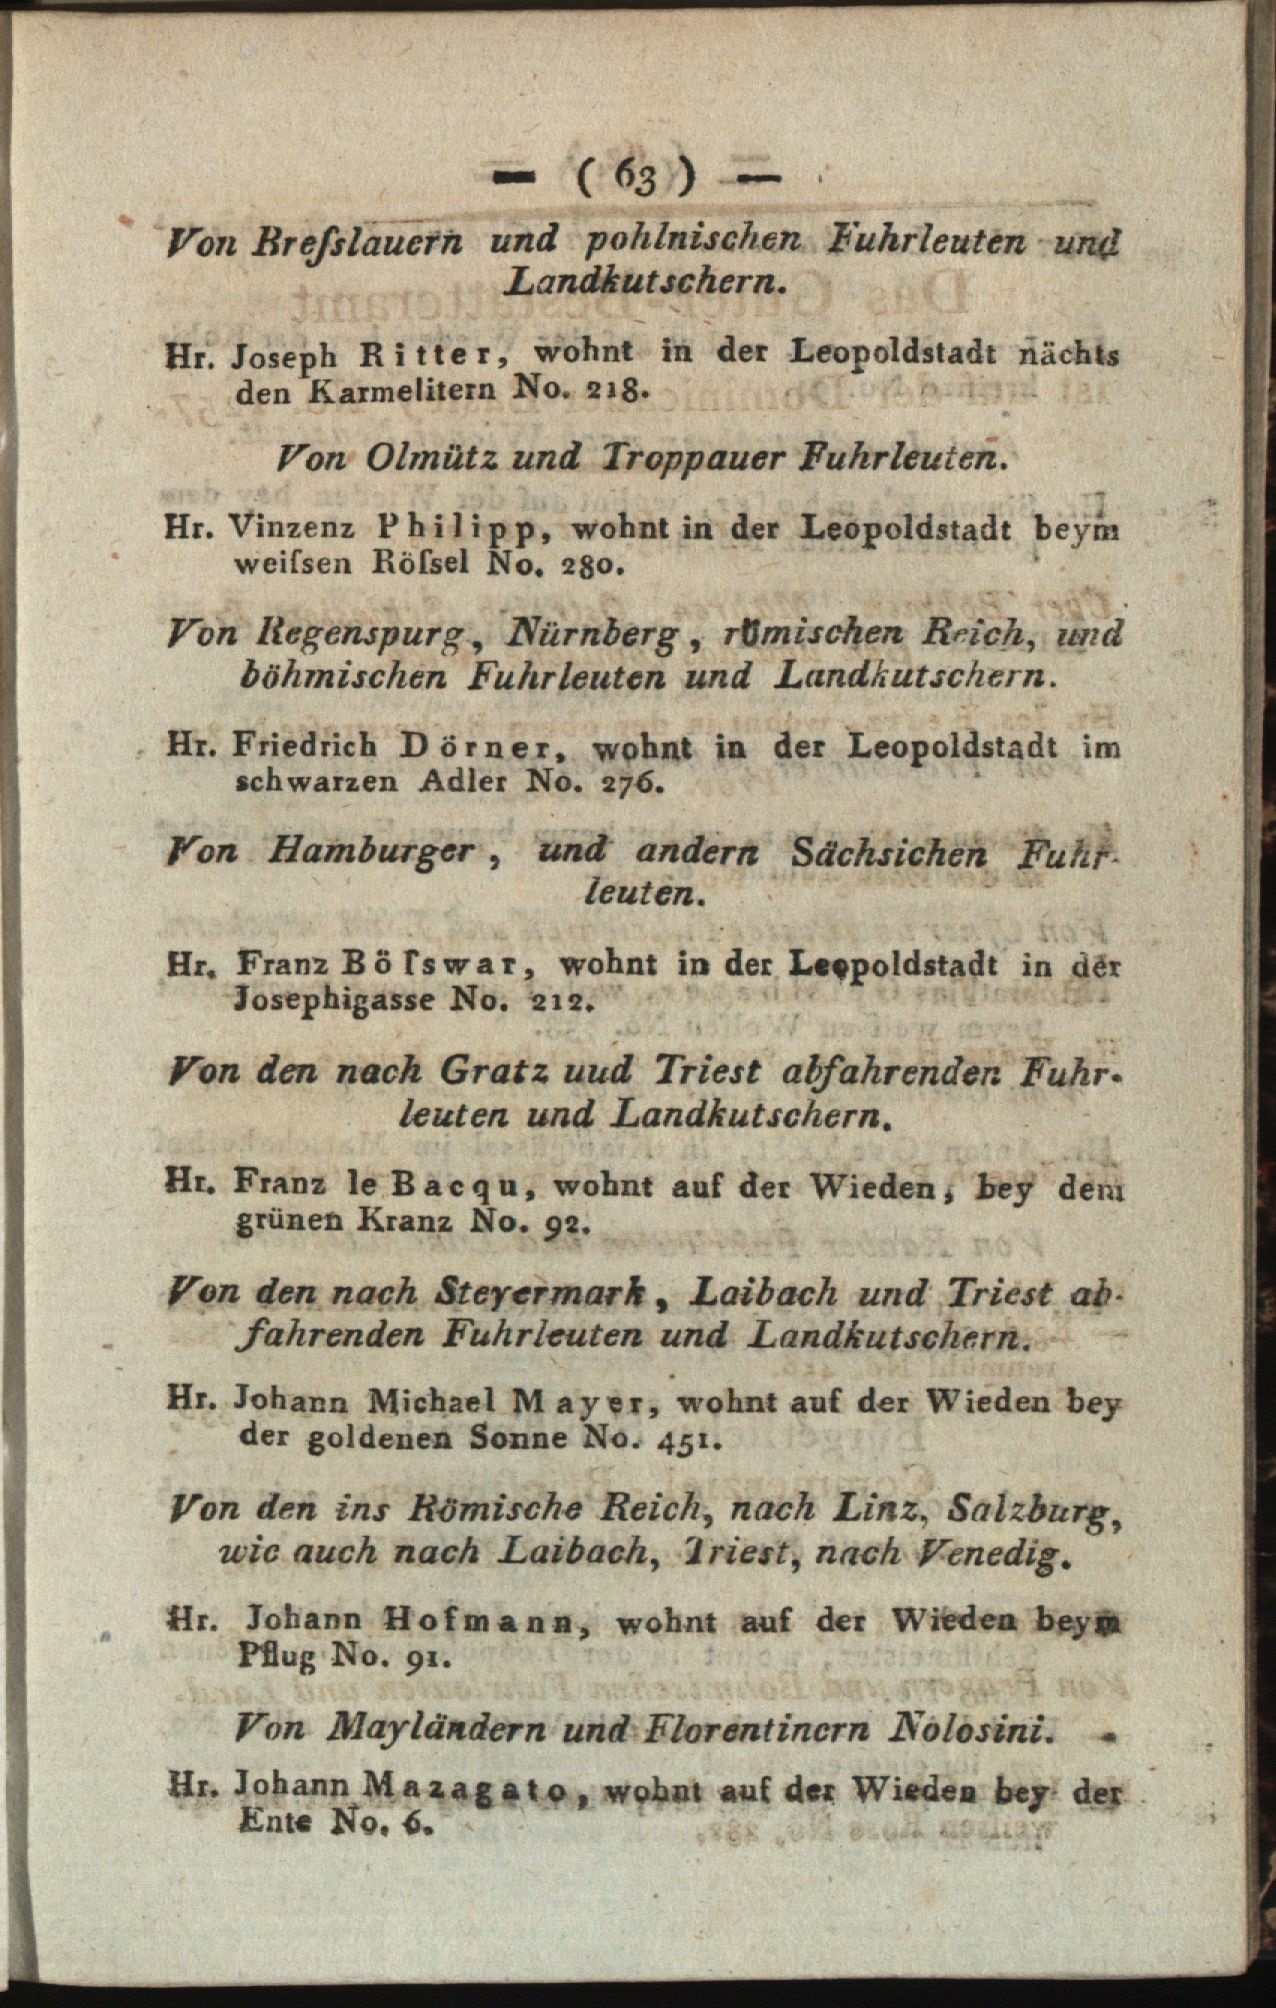 — ( 63 ) —
Von Breſslauern und pohlnischen Fuhrleuten und
Landkutschern.
Hr. Joseph Ritter, wohnt in der Leopoldstadt nächts
den Karmelitern No. 218.
Von Olmütz und Troppauer Fuhrleuten.
Hr. Vinzenz Philipp, wohnt in der Leopoldstadt beym
weiſsen Röſsel No. 280.
Von Regenspurg, Nürnberg, römischen Reich, und
böhmischen Fuhrleuten und Landkutschern.
Hr. Friedrich Dörner, wohnt in der Leopoldstadt im
schwarzen Adler No. 276.
Von Hamburger, und andern Sächsichen Fuhr-
leuten.
Hr. Franz Böſswar, wohnt in der Leopoldstadt in der
Josephigasse No. 212.
Von den nach Gratz uud Triest abfahrenden Fuhr-
leuten und Landkutschern.
Hr. Franz le Bacqu, wohnt auf der Wieden, bey dem
grünen Kranz No. 92.
Von den nach Steyermark, Laibach und Triest ab-
fahrenden Fuhrleuten und Landkutschern.
Hr. Johann Michael Mayer, wohnt auf der Wieden bey
der goldenen Sonne No. 451.
Von den ins Römische Reich, nach Linz, Salzburg,
wie auch nach Laibach, Triest, nach Venedig.
Hr. Johann Hofmann, wohnt auf der Wieden beym
Pflug No. 91.
Von Mayländern und Florentinern Nolosini.
Hr. Johann Mazagato, wohnt auf der Wieden bey der
Ente No. 6.